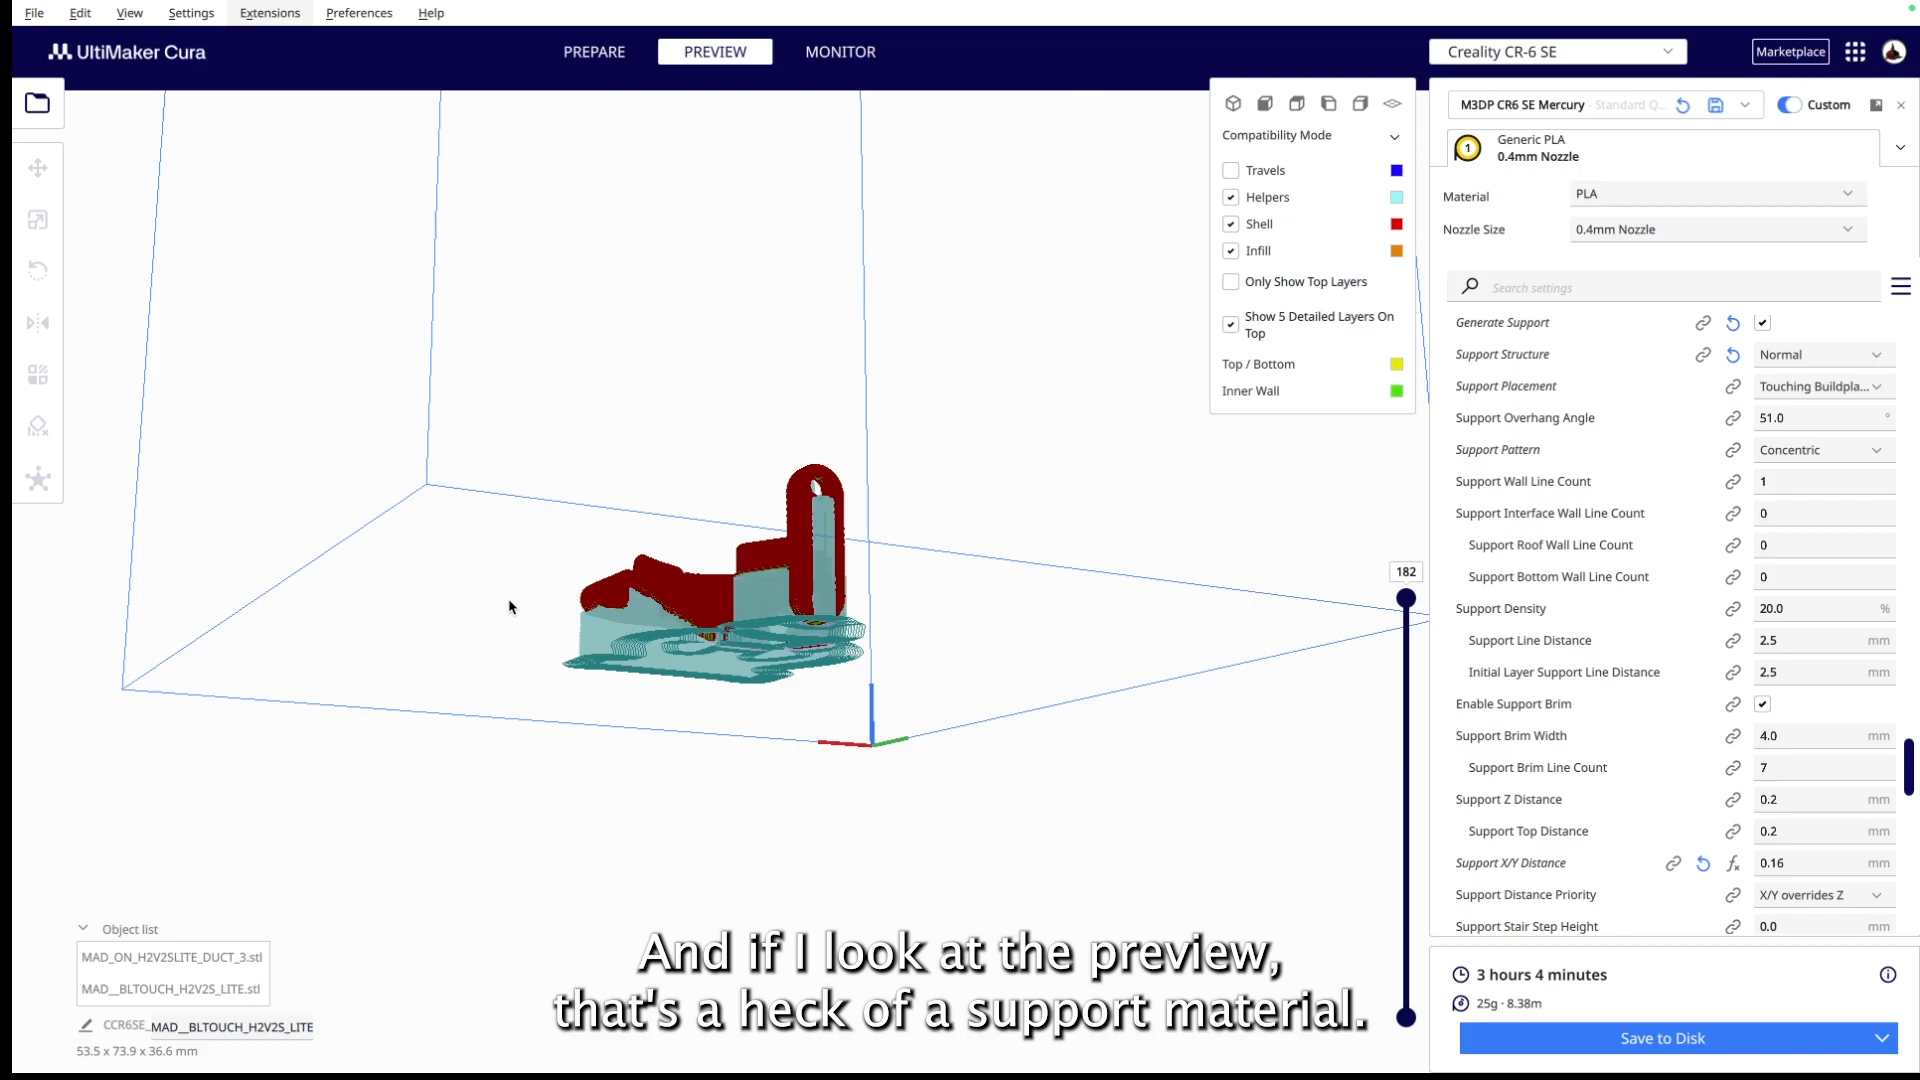 File Edit View Settings Extensions Preferences Help
UltiMaker Cura PREPARE PREVIEW MONITOR Creality CR-6 SE Marketplace
M3DP CR6 SE Mercury - Standard Q... Custom
Compatibility Mode
Travels
Helpers
Shell
Infill
Only Show Top Layers
Show 5 Detailed Layers On
Top
Top / Bottom
Inner Wall
1 Generic PLA
0.4mm Nozzle
Material PLA
Nozzle Size 0.4mm Nozzle
Search settings
Generate Support
Support Structure Normal
Support Placement Touching Buildpla...
Support Overhang Angle 51.0 °
Support Pattern Concentric
Support Wall Line Count 1
Support Interface Wall Line Count 0
Support Roof Wall Line Count 0
Support Bottom Wall Line Count 0
Support Density 20.0 %
Support Line Distance 2.5 mm
Initial Layer Support Line Distance 2.5 mm
Enable Support Brim
Support Brim Width 4.0 mm
Support Brim Line Count 7
Support Z Distance 0.2 mm
Support Top Distance 0.2 mm
Support X/Y Distance fx 0.16 mm
Support Distance Priority X/Y overrides Z
Support Stair Step Height 0.0 mm
182
Object list
MAD_ON_H2V2SLITE_DUCT_3.stl
MAD__BLTOUCH_H2V2S_LITE.stl
CCR6SE_MAD__BLTOUCH_H2V2S_LITE
53.5 x 73.9 x 36.6 mm
And if I look at the preview,
that's a heck of a support material.
3 hours 4 minutes
25g · 8.38m
Save to Disk